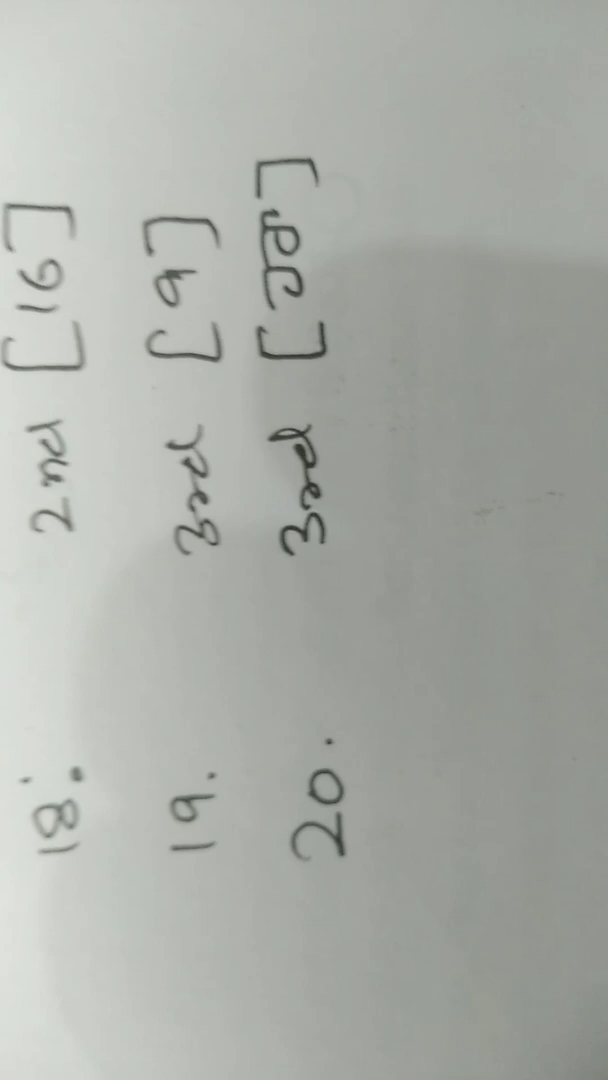 18. 2nd [16]
19. 3rd [9]
20. 3rd